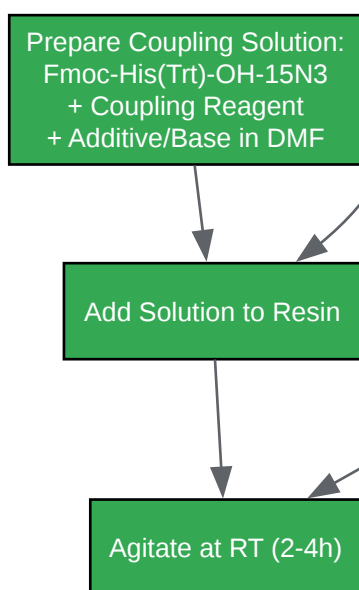 Prepare Coupling Solution:
Fmoc-His(Trt)-OH-15N3
+ Coupling Reagent
+ Additive/Base in DMF
Add Solution to Resin
Agitate at RT (2-4h)